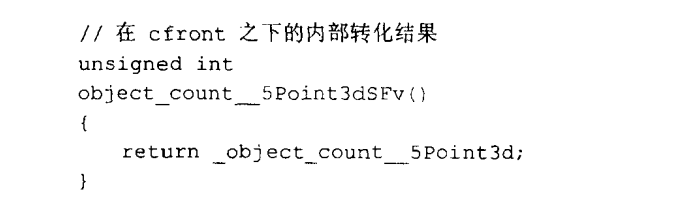 // 在 cfront 之下的内部转化结果
unsigned int
object_count__5Point3dSFv()
{
    return _object_count__5Point3d;
}